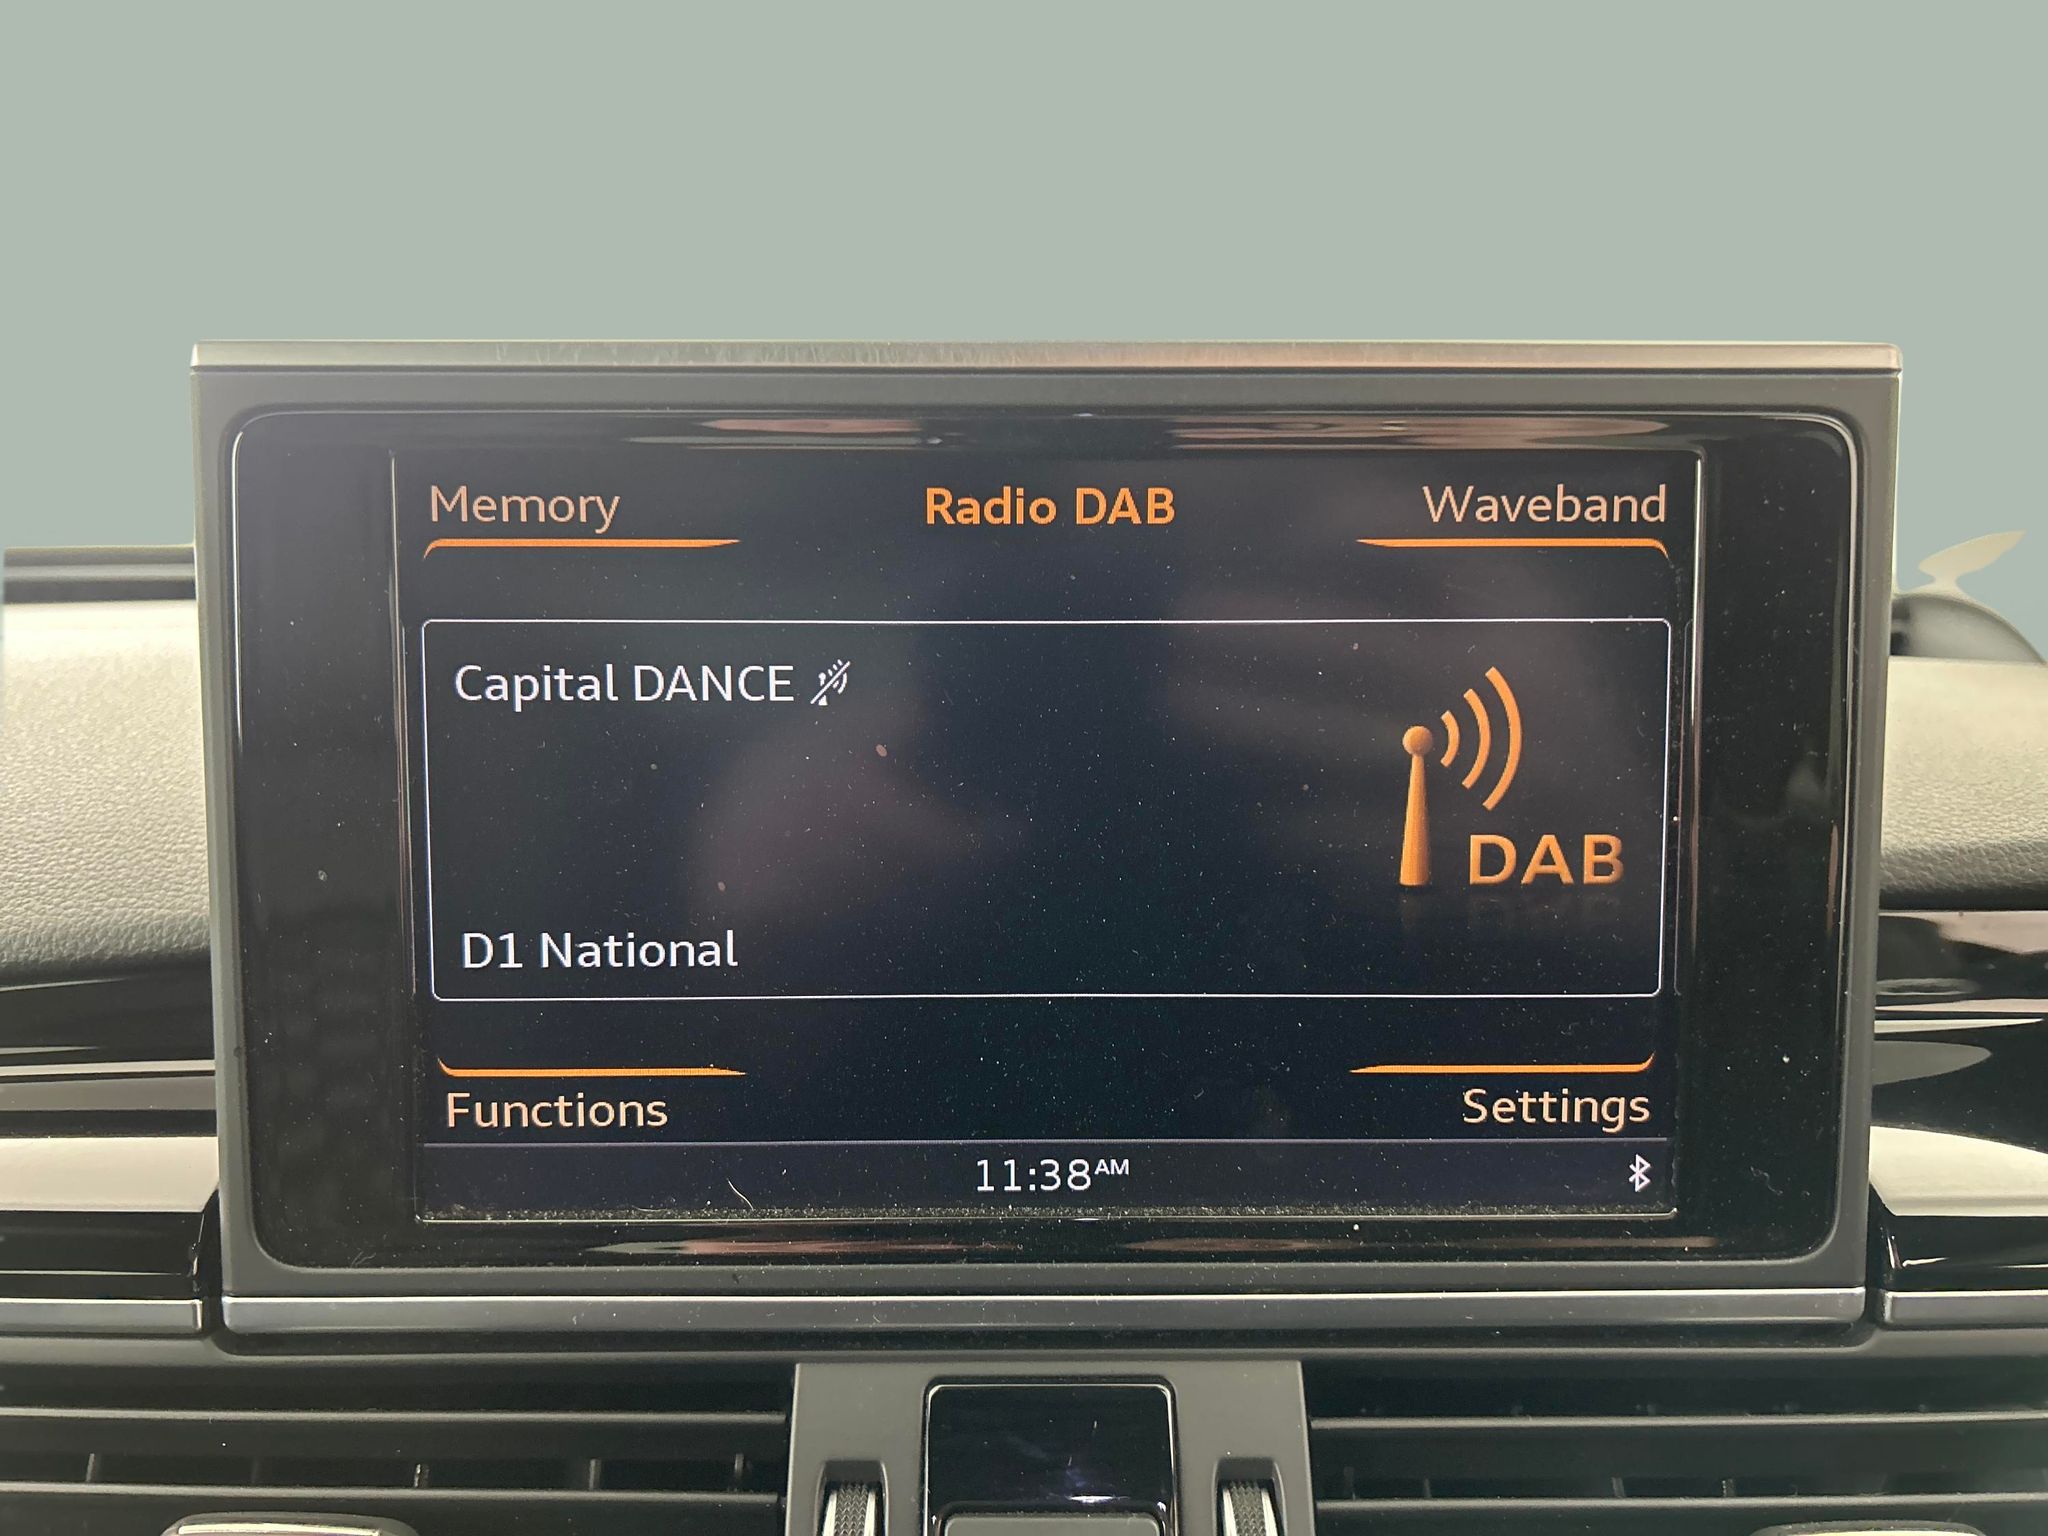 Memory
Radio DAB
Waveband
Capital DANCE
DAB
D1 National
Functions
Settings
11:38AM